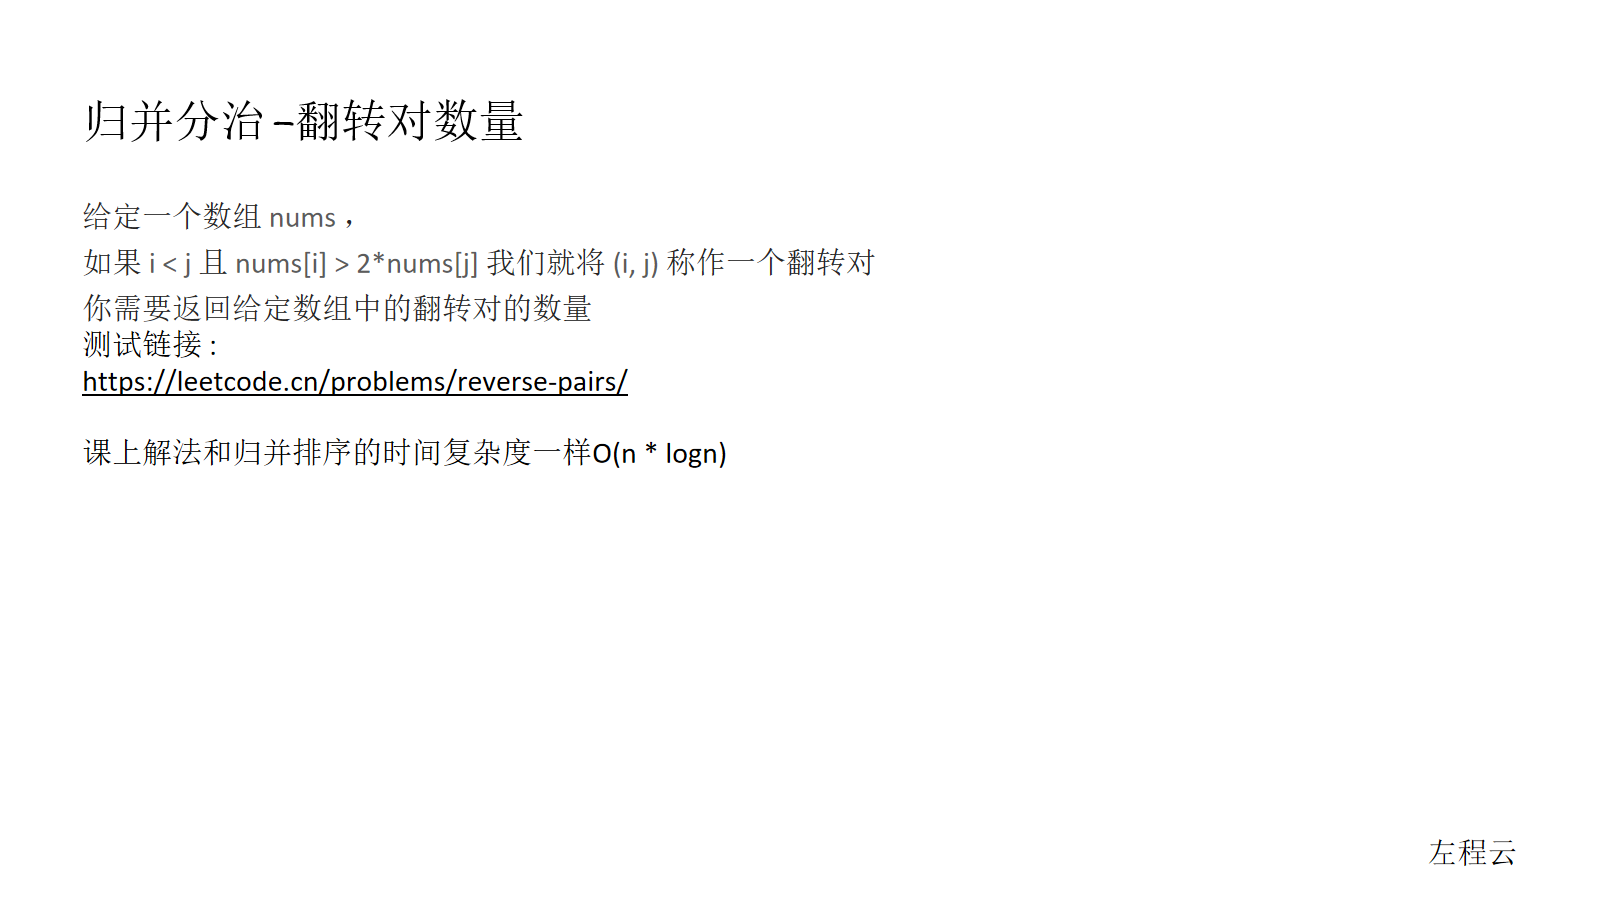 归并分治 –翻转对数量
给定一个数组 nums ，
如果 i < j 且 nums[i] > 2*nums[j] 我们就将 (i, j) 称作一个翻转对
你需要返回给定数组中的翻转对的数量
测试链接 :
https://leetcode.cn/problems/reverse-pairs/
课上解法和归并排序的时间复杂度一样O(n * logn)
左程云